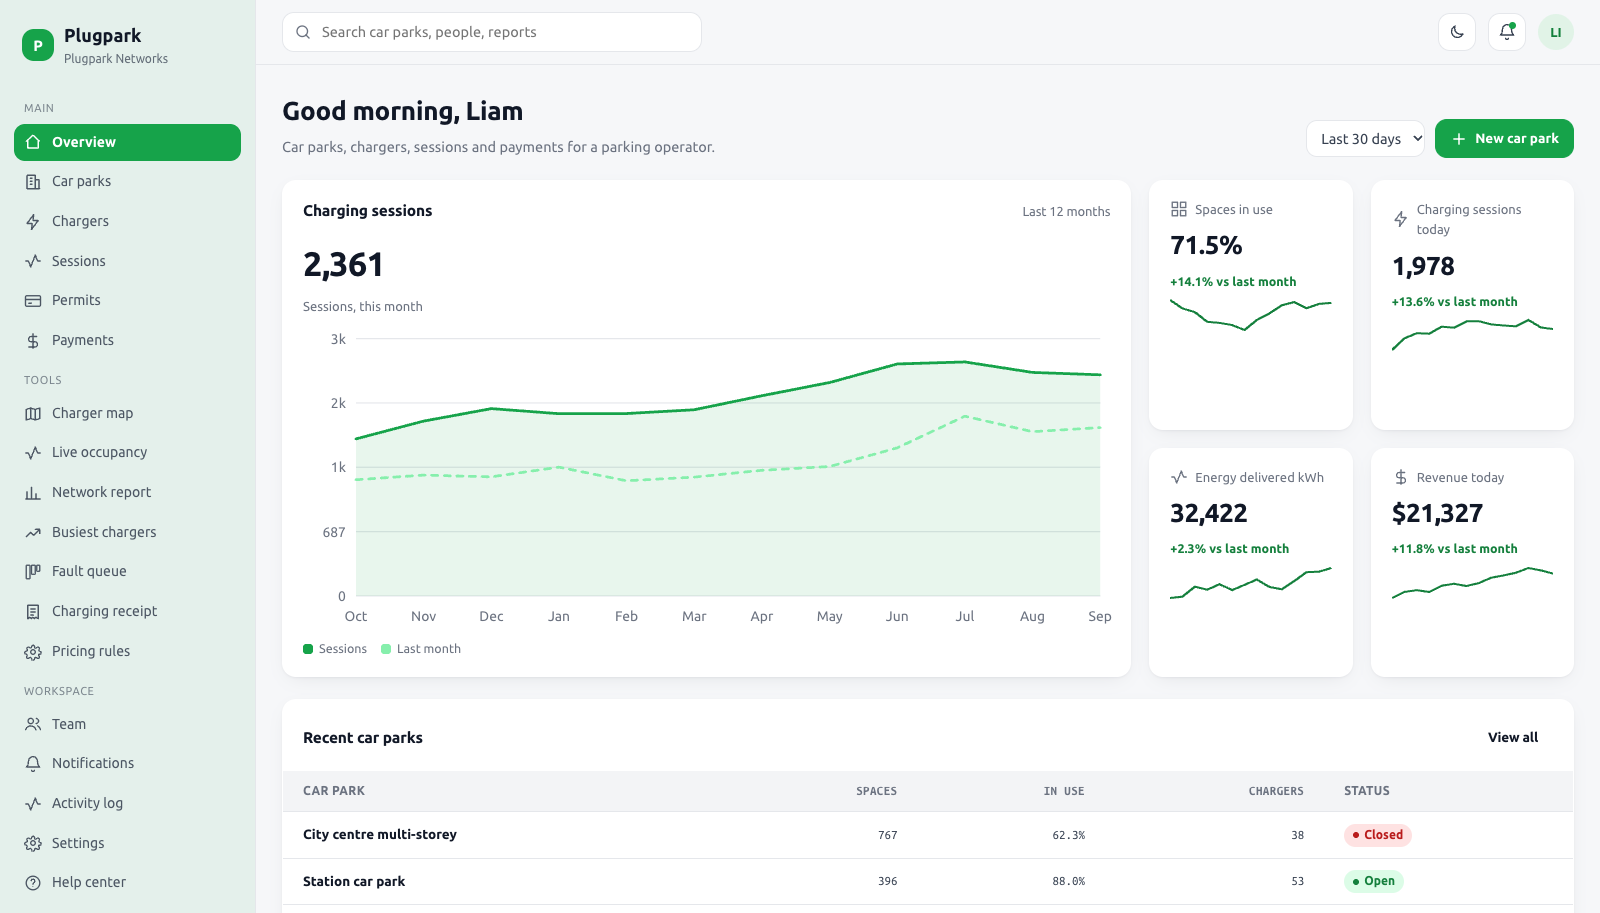 P
Plugpark
Plugpark Networks
MAIN
Overview
Car parks
Chargers
Sessions
Permits
Payments
TOOLS
Charger map
Live occupancy
Network report
Busiest chargers
Fault queue
Charging receipt
Pricing rules
WORKSPACE
Team
Notifications
Activity log
Settings
Help center
Search car parks, people, reports
LI
Good morning, Liam
Car parks, chargers, sessions and payments for a parking operator.
Last 30 days
New car park
Charging sessions
Last 12 months
2,361
Sessions, this month
3k
2k
1k
687
0
Oct Nov Dec Jan Feb Mar Apr May Jun Jul Aug Sep
Sessions Last month
Spaces in use
71.5%
+14.1% vs last month
Charging sessions
today
1,978
+13.6% vs last month
Energy delivered kWh
32,422
+2.3% vs last month
Revenue today
$21,327
+11.8% vs last month
Recent car parks
View all
CAR PARK SPACES IN USE CHARGERS STATUS
City centre multi-storey 767 62.3% 38 Closed
Station car park 396 88.0% 53 Open